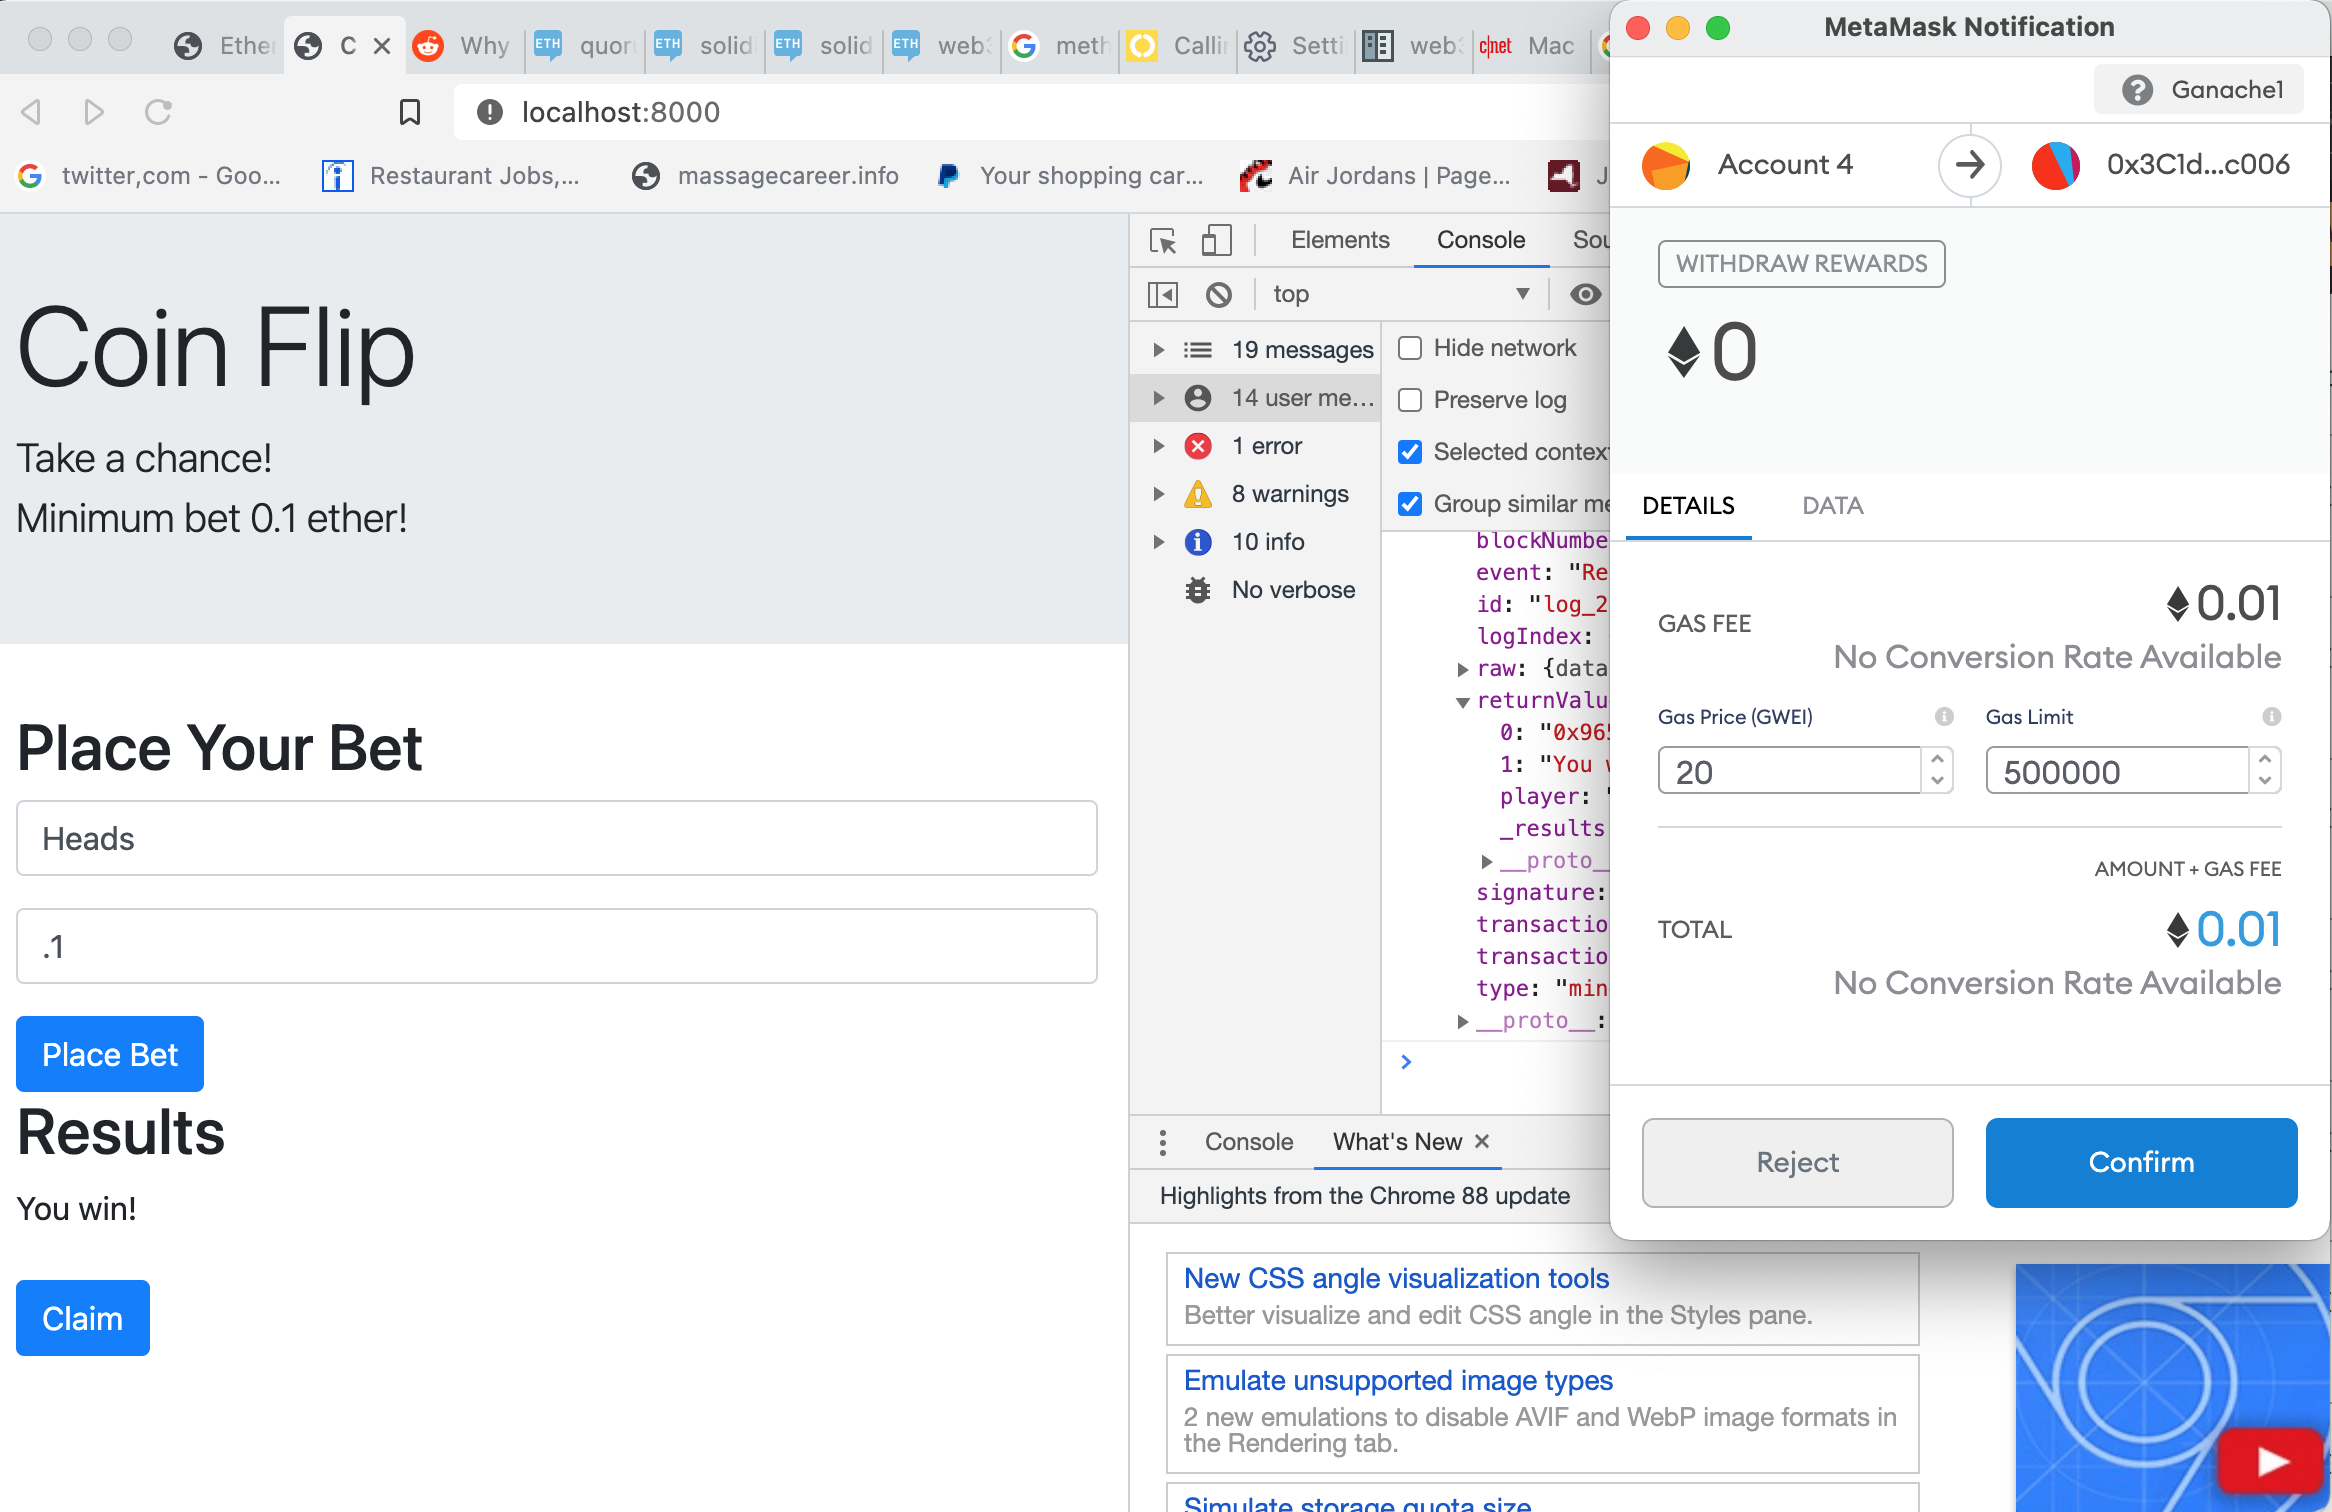 Ether
C
Why
quor
solid
solid
web3
meth
Callin
Setti
web3
c|net Mac
localhost:8000
twitter,com - Goo...
Restaurant Jobs,...
massagecareer.info
Your shopping car...
Air Jordans | Page...
J
Coin Flip
Take a chance!
Minimum bet 0.1 ether!
Place Your Bet
Heads
.1
Place Bet
Results
You win!
Claim
Elements
Console
Sou
top
19 messages
14 user me...
1 error
8 warnings
10 info
No verbose
Hide network
Preserve log
Selected context
Group similar me
blockNumbe
event: "Re
id: "log_2
logIndex:
raw: {data
returnValu
0: "0x965
1: "You w
player: "
_results
__proto_
signature:
transactio
transactio
type: "min
__proto__:
Console
What's New
Highlights from the Chrome 88 update
New CSS angle visualization tools
Better visualize and edit CSS angle in the Styles pane.
Emulate unsupported image types
2 new emulations to disable AVIF and WebP image formats in
the Rendering tab.
Simulate storage quota size
MetaMask Notification
Ganache1
Account 4
0x3C1d...c006
WITHDRAW REWARDS
0
DETAILS
DATA
GAS FEE
0.01
No Conversion Rate Available
Gas Price (GWEI)
Gas Limit
20
500000
AMOUNT + GAS FEE
TOTAL
0.01
No Conversion Rate Available
Reject
Confirm